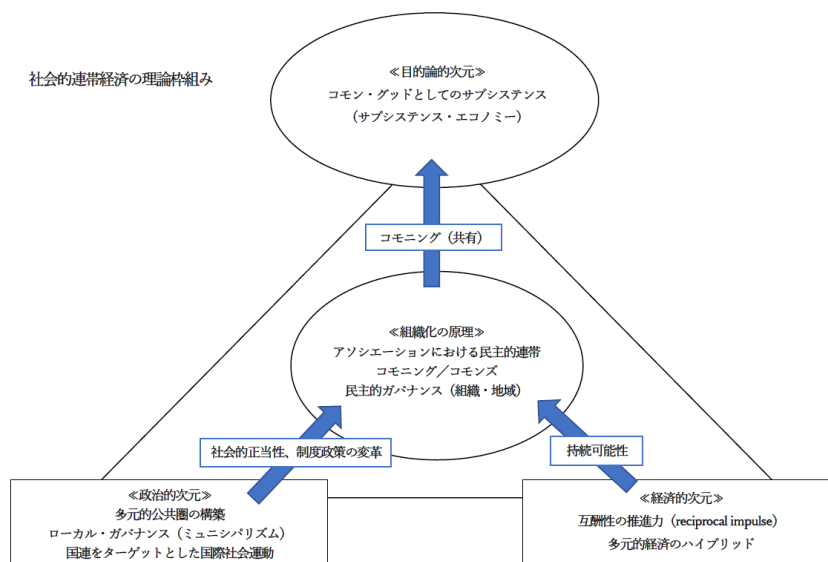 社会的連帯経済の理論枠組み
≪目的論的次元≫
コモン・グッドとしてのサブシステンス
（サブシステンス・エコノミー）
コモニング（共有）
≪組織化の原理≫
アソシエーションにおける民主的連帯
コモニング／コモンズ
民主的ガバナンス（組織・地域）
社会的正当性、制度政策の変革
持続可能性
≪政治的次元≫
多元的公共圏の構築
ローカル・ガバナンス（ミュニシパリズム）
国連をターゲットとした国際社会運動
≪経済的次元≫
互酬性の推進力（reciprocal impulse）
多元的経済のハイブリッド